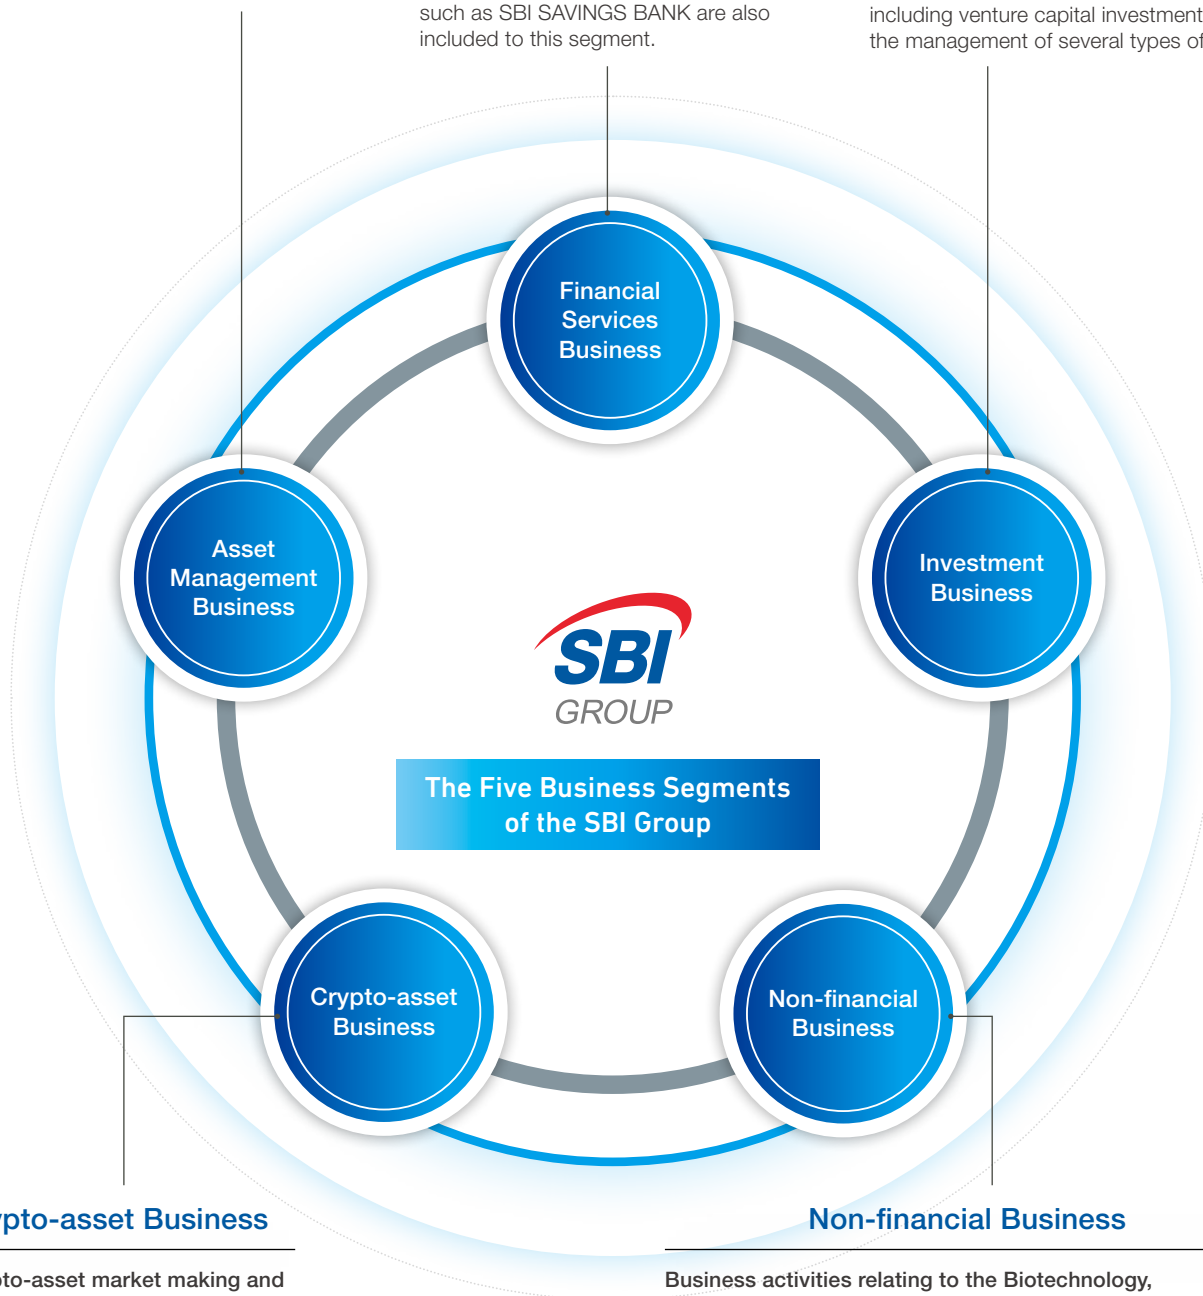 such as SBI SAVINGS BANK are also
included to this segment.
including venture capital investment
the management of several types of
Financial
Services
Business
Asset
Management
Business
Investment
Business
SBI
GROUP
The Five Business Segments
of the SBI Group
Crypto-asset
Business
Non-financial
Business
ypto-asset Business
pto-asset market making and
Non-financial Business
Business activities relating to the Biotechnology,